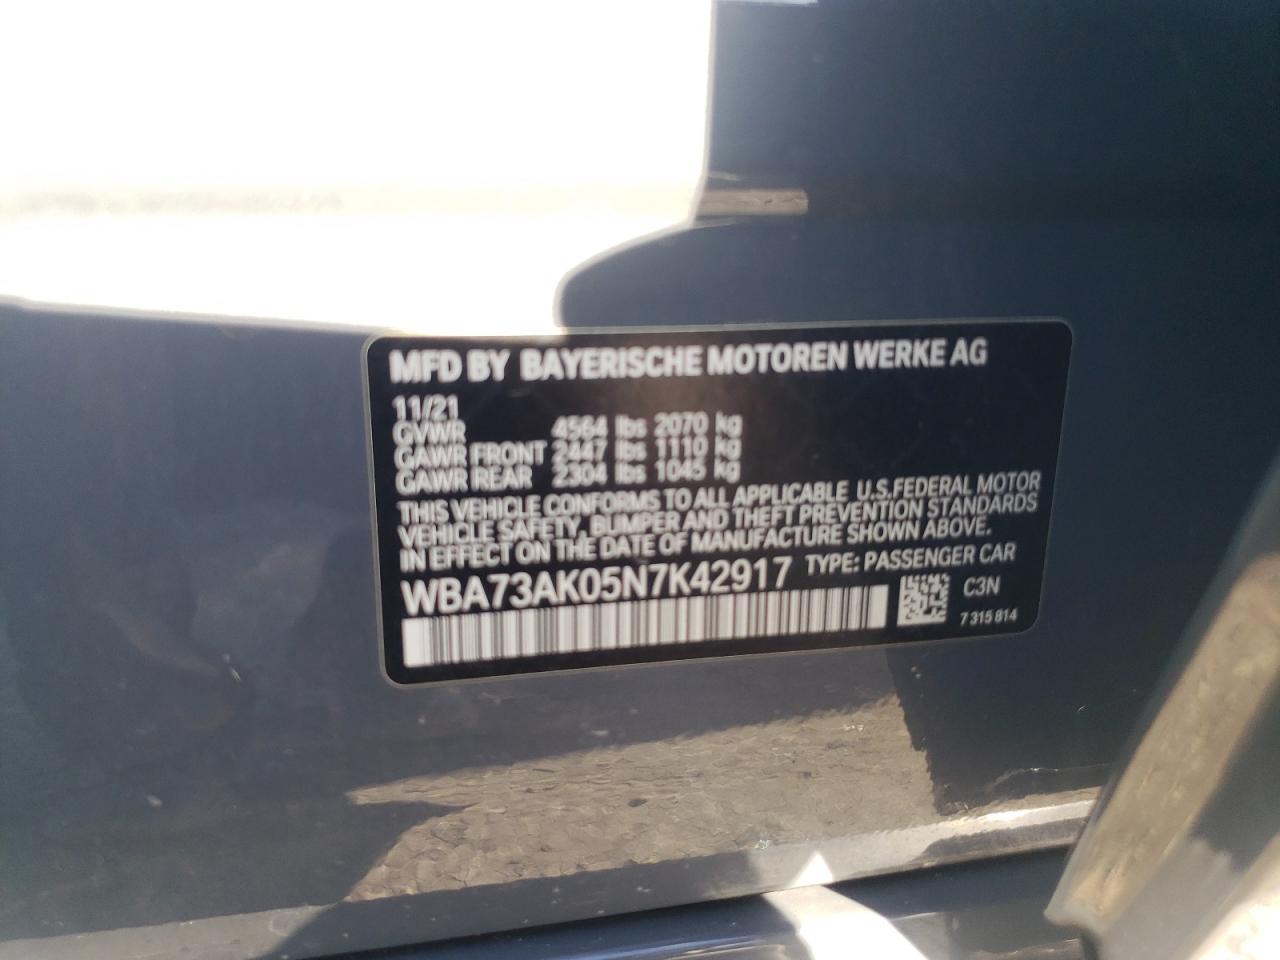 MFD BY BAYERISCHE MOTOREN WERKE AG
11/21
GVWR 4564 lbs 2070 kg
GAWR FRONT 2447 lbs 1110 kg
GAWR REAR 2304 lbs 1045 kg
THIS VEHICLE CONFORMS TO ALL APPLICABLE U.S.FEDERAL MOTOR
VEHICLE SAFETY, BUMPER AND THEFT PREVENTION STANDARDS
IN EFFECT ON THE DATE OF MANUFACTURE SHOWN ABOVE.
WBA73AK05N7K42917 TYPE: PASSENGER CAR
C3N
7 315 814